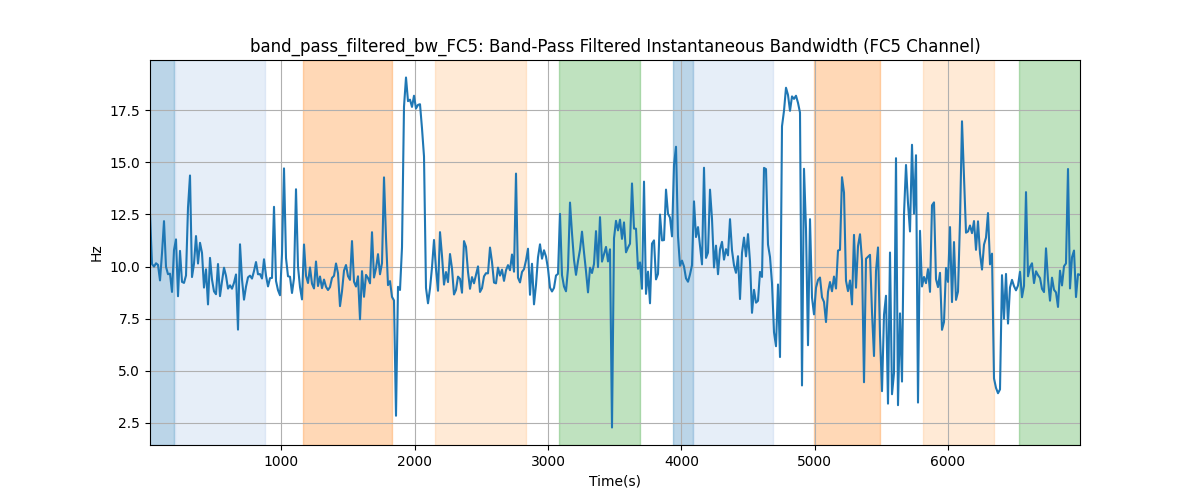 band_pass_filtered_bw_FC5: Band-Pass Filtered Instantaneous Bandwidth (FC5 Channel)
17.5
15.0
12.5
10.0
7.5
5.0
2.5
Hz
1000 2000 3000 4000 5000 6000
Time(s)